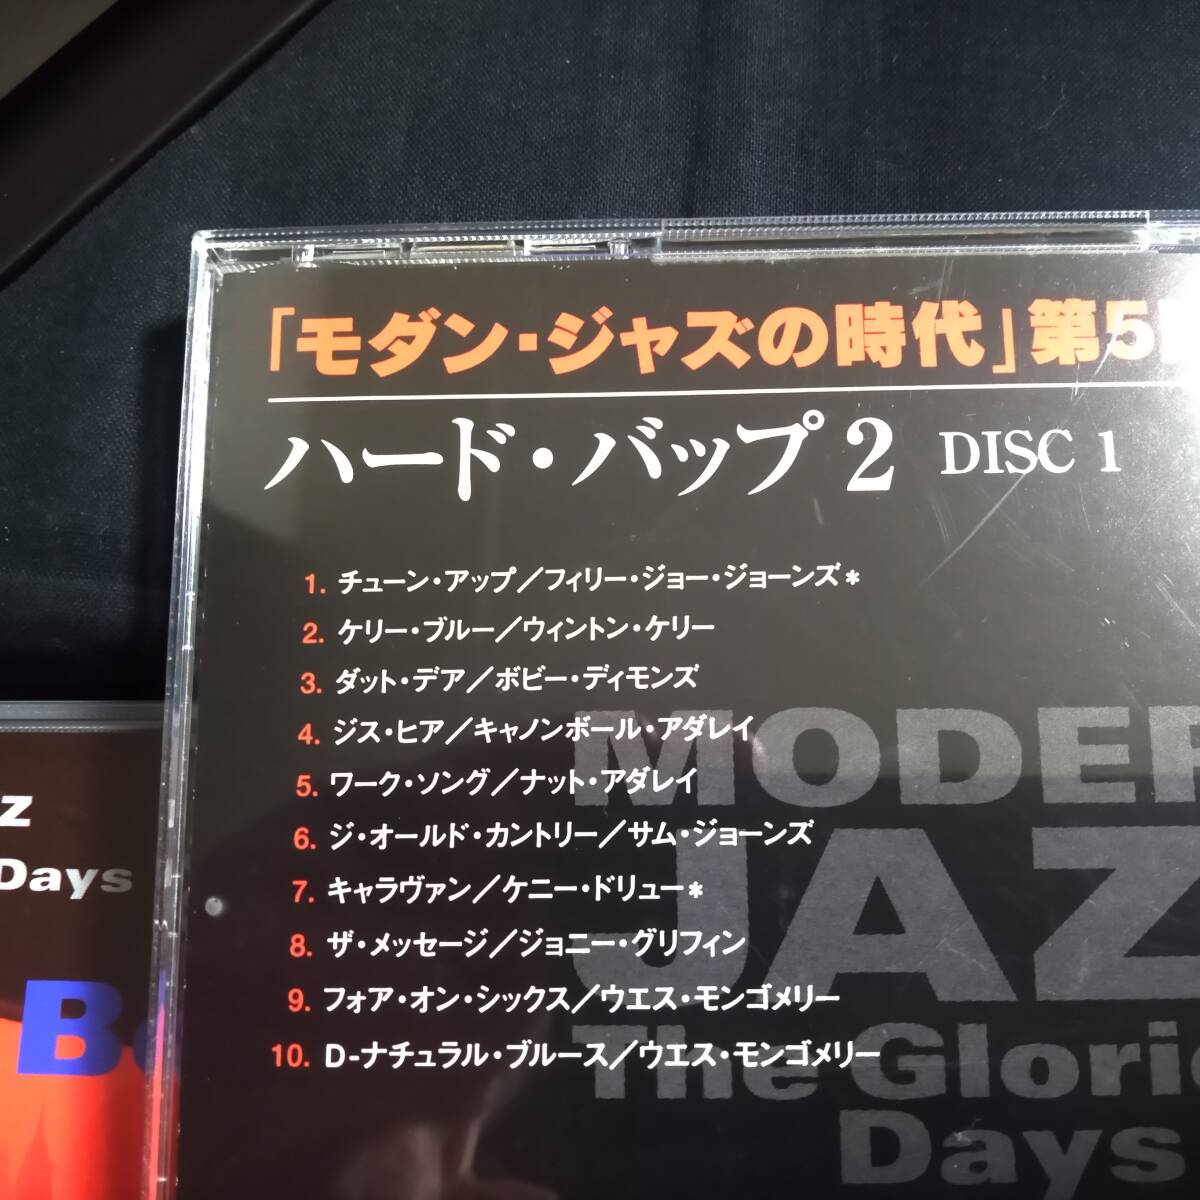 「モダン・ジャズの時代」第5
ハード・バップ 2 DISC 1
1. チューン・アップ／フィリー・ジョー・ジョーンズ*
2. ケリー・ブルー／ウィントン・ケリー
3. ダット・デア／ボビー・ディモンズ
4. ジス・ヒア／キャノンボール・アダレイ
5. ワーク・ソング／ナット・アダレイ
6. ジ・オールド・カントリー／サム・ジョーンズ
7. キャラヴァン／ケニー・ドリュー*
8. ザ・メッセージ／ジョニー・グリフィン
9. フォア・オン・シックス／ウエス・モンゴメリー
10. D-ナチュラル・ブルース／ウエス・モンゴメリー
MODER
JAZ
The Glorio
Days
z
Days
B